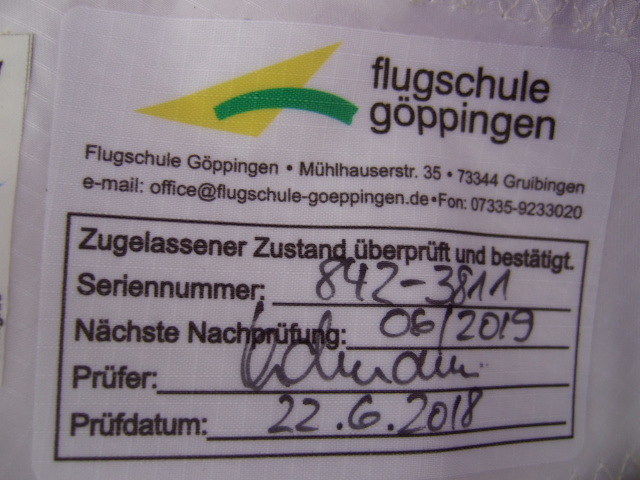 flugschule
göppingen
Flugschule Göppingen • Mühlhauserstr. 35 • 73344 Gruibingen
e-mail: office@flugschule-goeppingen.de•Fon: 07335-9233020
Zugelassener Zustand überprüft und bestätigt.
Seriennummer: 842-3811
Nächste Nachprüfung: 06/2019
Prüfer:
Prüfdatum: 22.6.2018